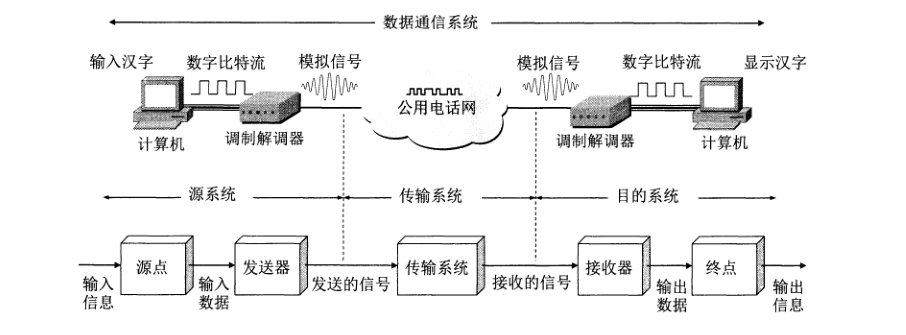 数据通信系统
输入汉字 数字比特流 模拟信号 模拟信号 数字比特流 显示汉字
公用电话网
计算机 调制解调器 调制解调器 计算机
源系统 传输系统 目的系统
源点 发送器 传输系统 接收器 终点
输入 输入 发送的信号 接收的信号 输出 输出
信息 数据 数据 信息